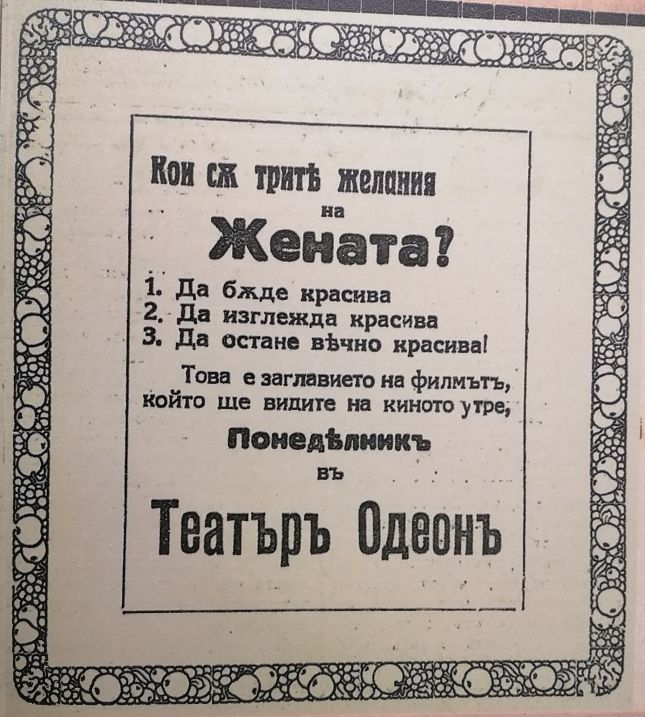 Кои сѫ тритѣ желания
на
Жената?
1. Да бѫде красива
2. Да изглежда красива
3. Да остане вѣчно красива!
Това е заглавието на филмътъ,
който ще видите на киното утре,
Понедѣлникъ
въ
Театъръ Одеонъ